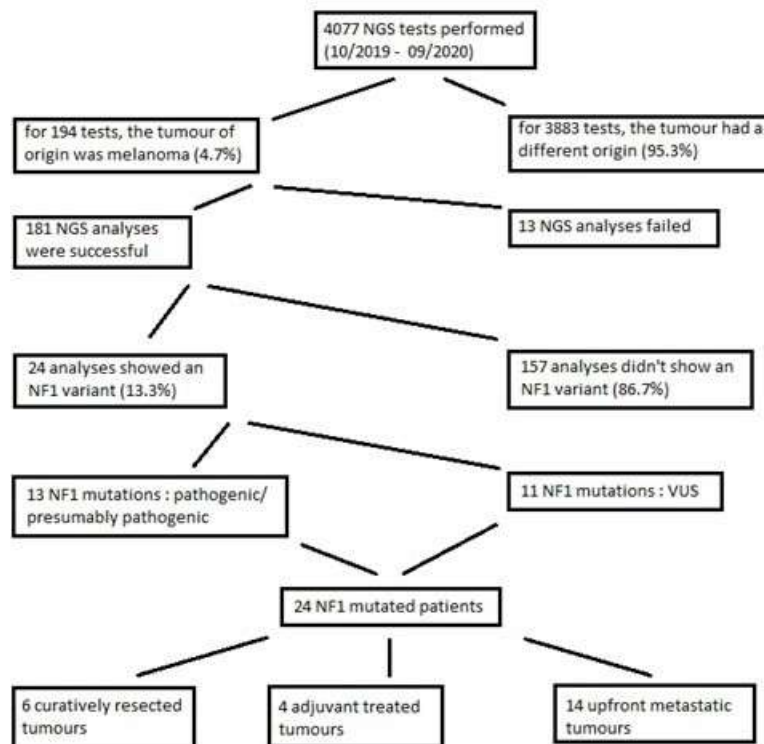 4077 NGS tests performed
(10/2019 - 09/2020)
for 194 tests, the tumour of
origin was melanoma (4.7%)
for 3883 tests, the tumour had a
different origin (95.3%)
181 NGS analyses
were successful
13 NGS analyses failed
24 analyses showed an
NF1 variant (13.3%)
157 analyses didn't show an
NF1 variant (86.7%)
13 NF1 mutations : pathogenic/
presumably pathogenic
11 NF1 mutations : VUS
24 NF1 mutated patients
6 curatively resected
tumours
4 adjuvant treated
tumours
14 upfront metastatic
tumours